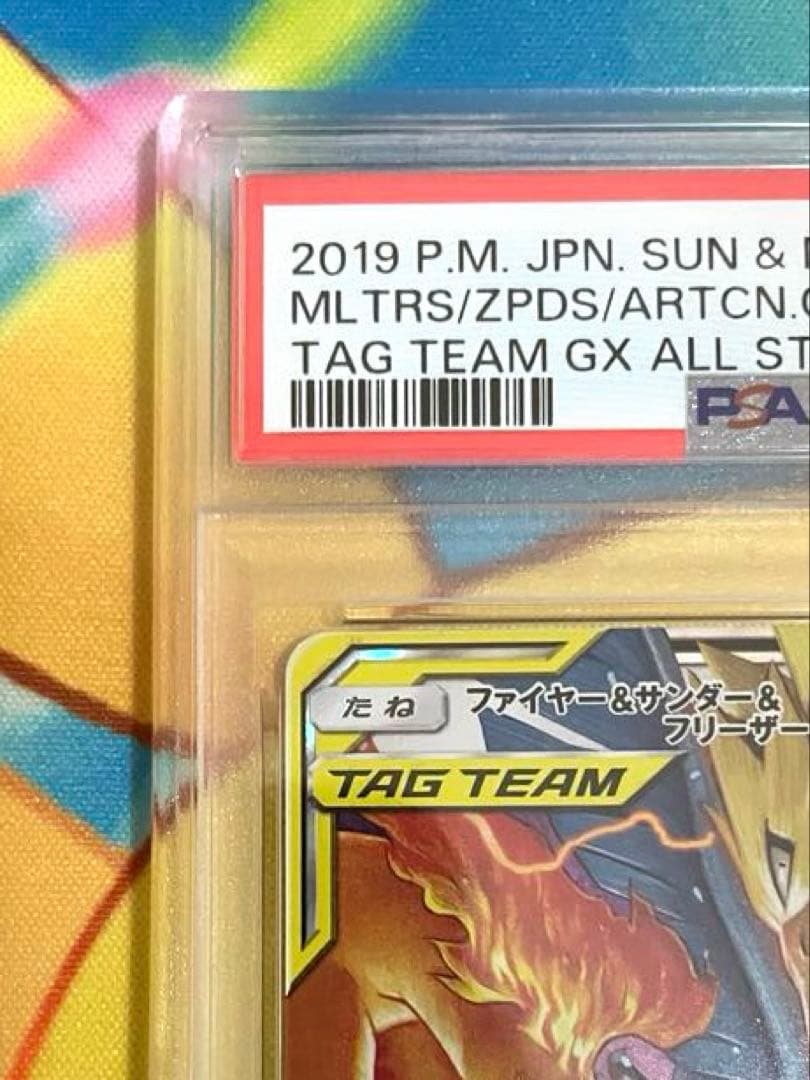 2019 P.M. JPN. SUN &
MLTRS/ZPDS/ARTCN.
TAG TEAM GX ALL ST
PSA
たね
ファイヤー&サンダー&
フリーザー
TAG TEAM